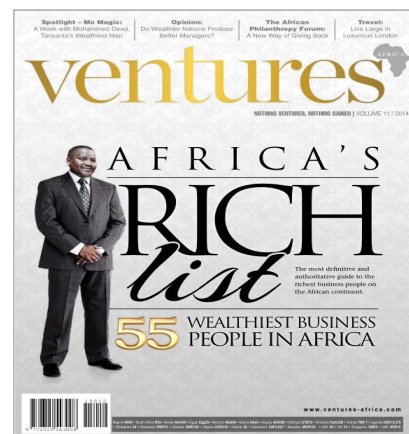 Spotlight – Mo Magic:
A Week with Mohammed Dewji,
Tanzania's Wealthiest Man
Opinion:
Do Wealthier Nations Produce
Better Managers?
The African
Philanthropy Forum:
A New Way of Giving Back
Travel:
Live Large in
Luxurious London
ventures
AFRICA
NOTHING VENTURED, NOTHING GAINED | VOLUME 11 / 2014
AFRICA'S
RICH
list
The most definitive and
authoritative guide to the
richest business people on
the African continent.
55 WEALTHIEST BUSINESS
PEOPLE IN AFRICA
www.ventures-africa.com